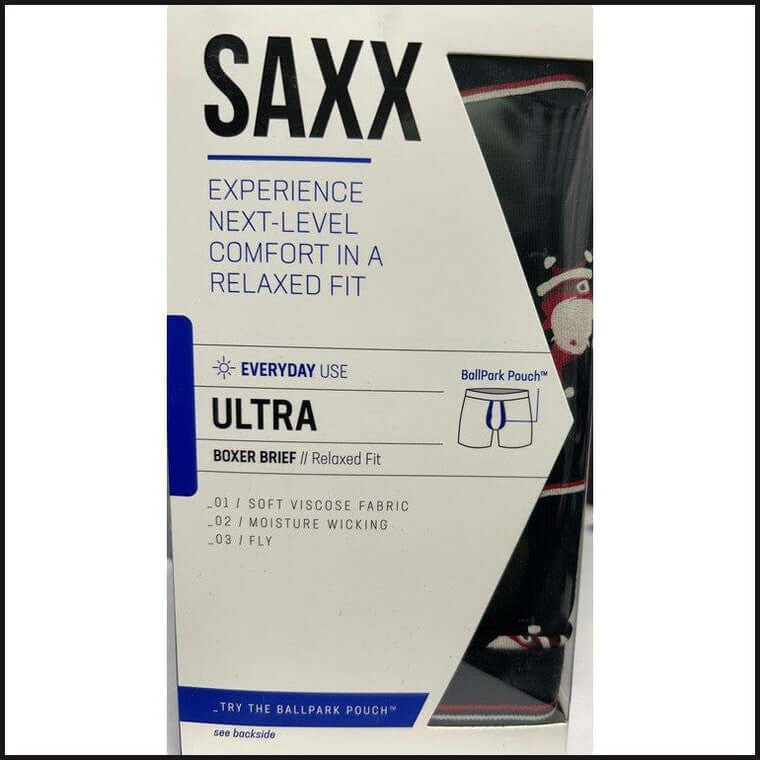 SAXX
EXPERIENCE
NEXT-LEVEL
COMFORT IN A
RELAXED FIT
EVERYDAY USE
BallPark Pouch™
ULTRA
BOXER BRIEF // Relaxed Fit
_01 / SOFT VISCOSE FABRIC
_02 / MOISTURE WICKING
_03 / FLY
_TRY THE BALLPARK POUCH™
see backside